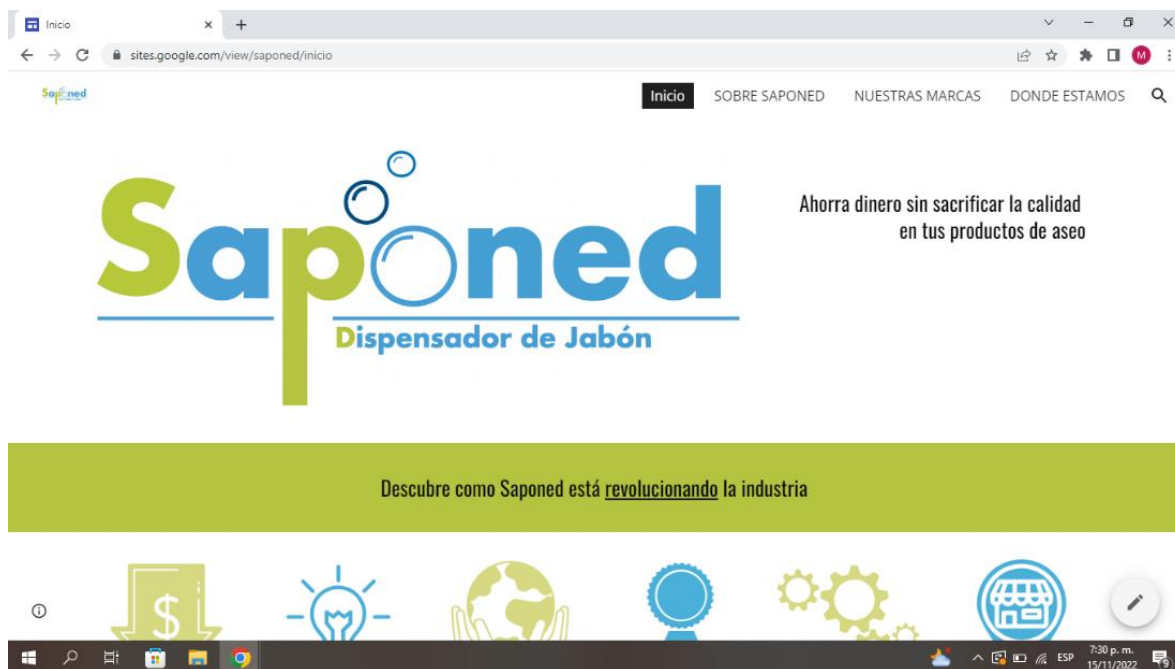 Inicio
sites.google.com/view/saponed/inicio
M
Saponed
Inicio
SOBRE SAPONED
NUESTRAS MARCAS
DONDE ESTAMOS
Saponed
Dispensador de Jabón
Ahorra dinero sin sacrificar la calidad
en tus productos de aseo
Descubre como Saponed está revolucionando la industria
$
ESP
7:30 p. m.
15/11/2022